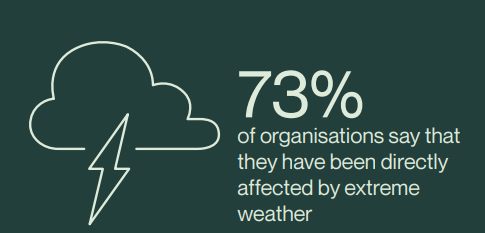 73%
of organisations say that
they have been directly
affected by extreme
weather